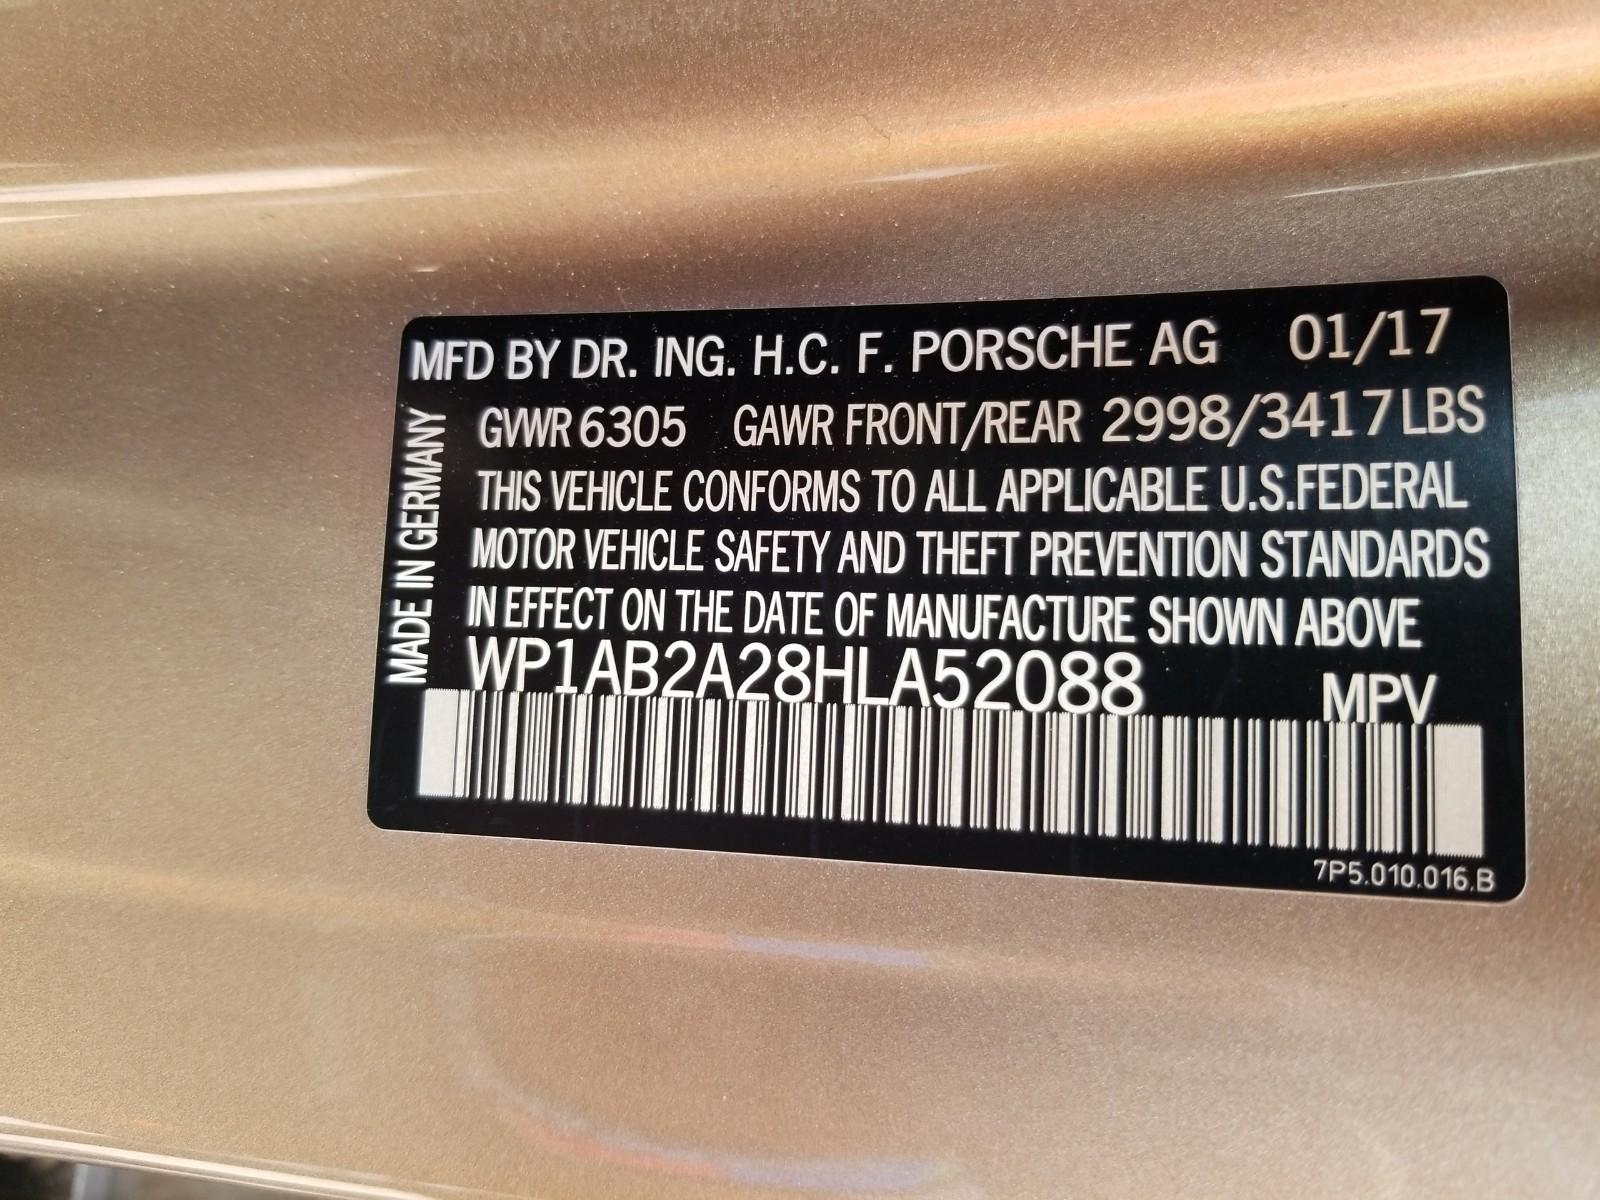 MFD BY DR. ING. H.C. F. PORSCHE AG 01/17
GVWR 6305 GAWR FRONT/REAR 2998/3417 LBS
THIS VEHICLE CONFORMS TO ALL APPLICABLE U.S.FEDERAL
MOTOR VEHICLE SAFETY AND THEFT PREVENTION STANDARDS
IN EFFECT ON THE DATE OF MANUFACTURE SHOWN ABOVE
WP1AB2A28HLA52088 MPV
7P5.010.016.B
MADE IN GERMANY